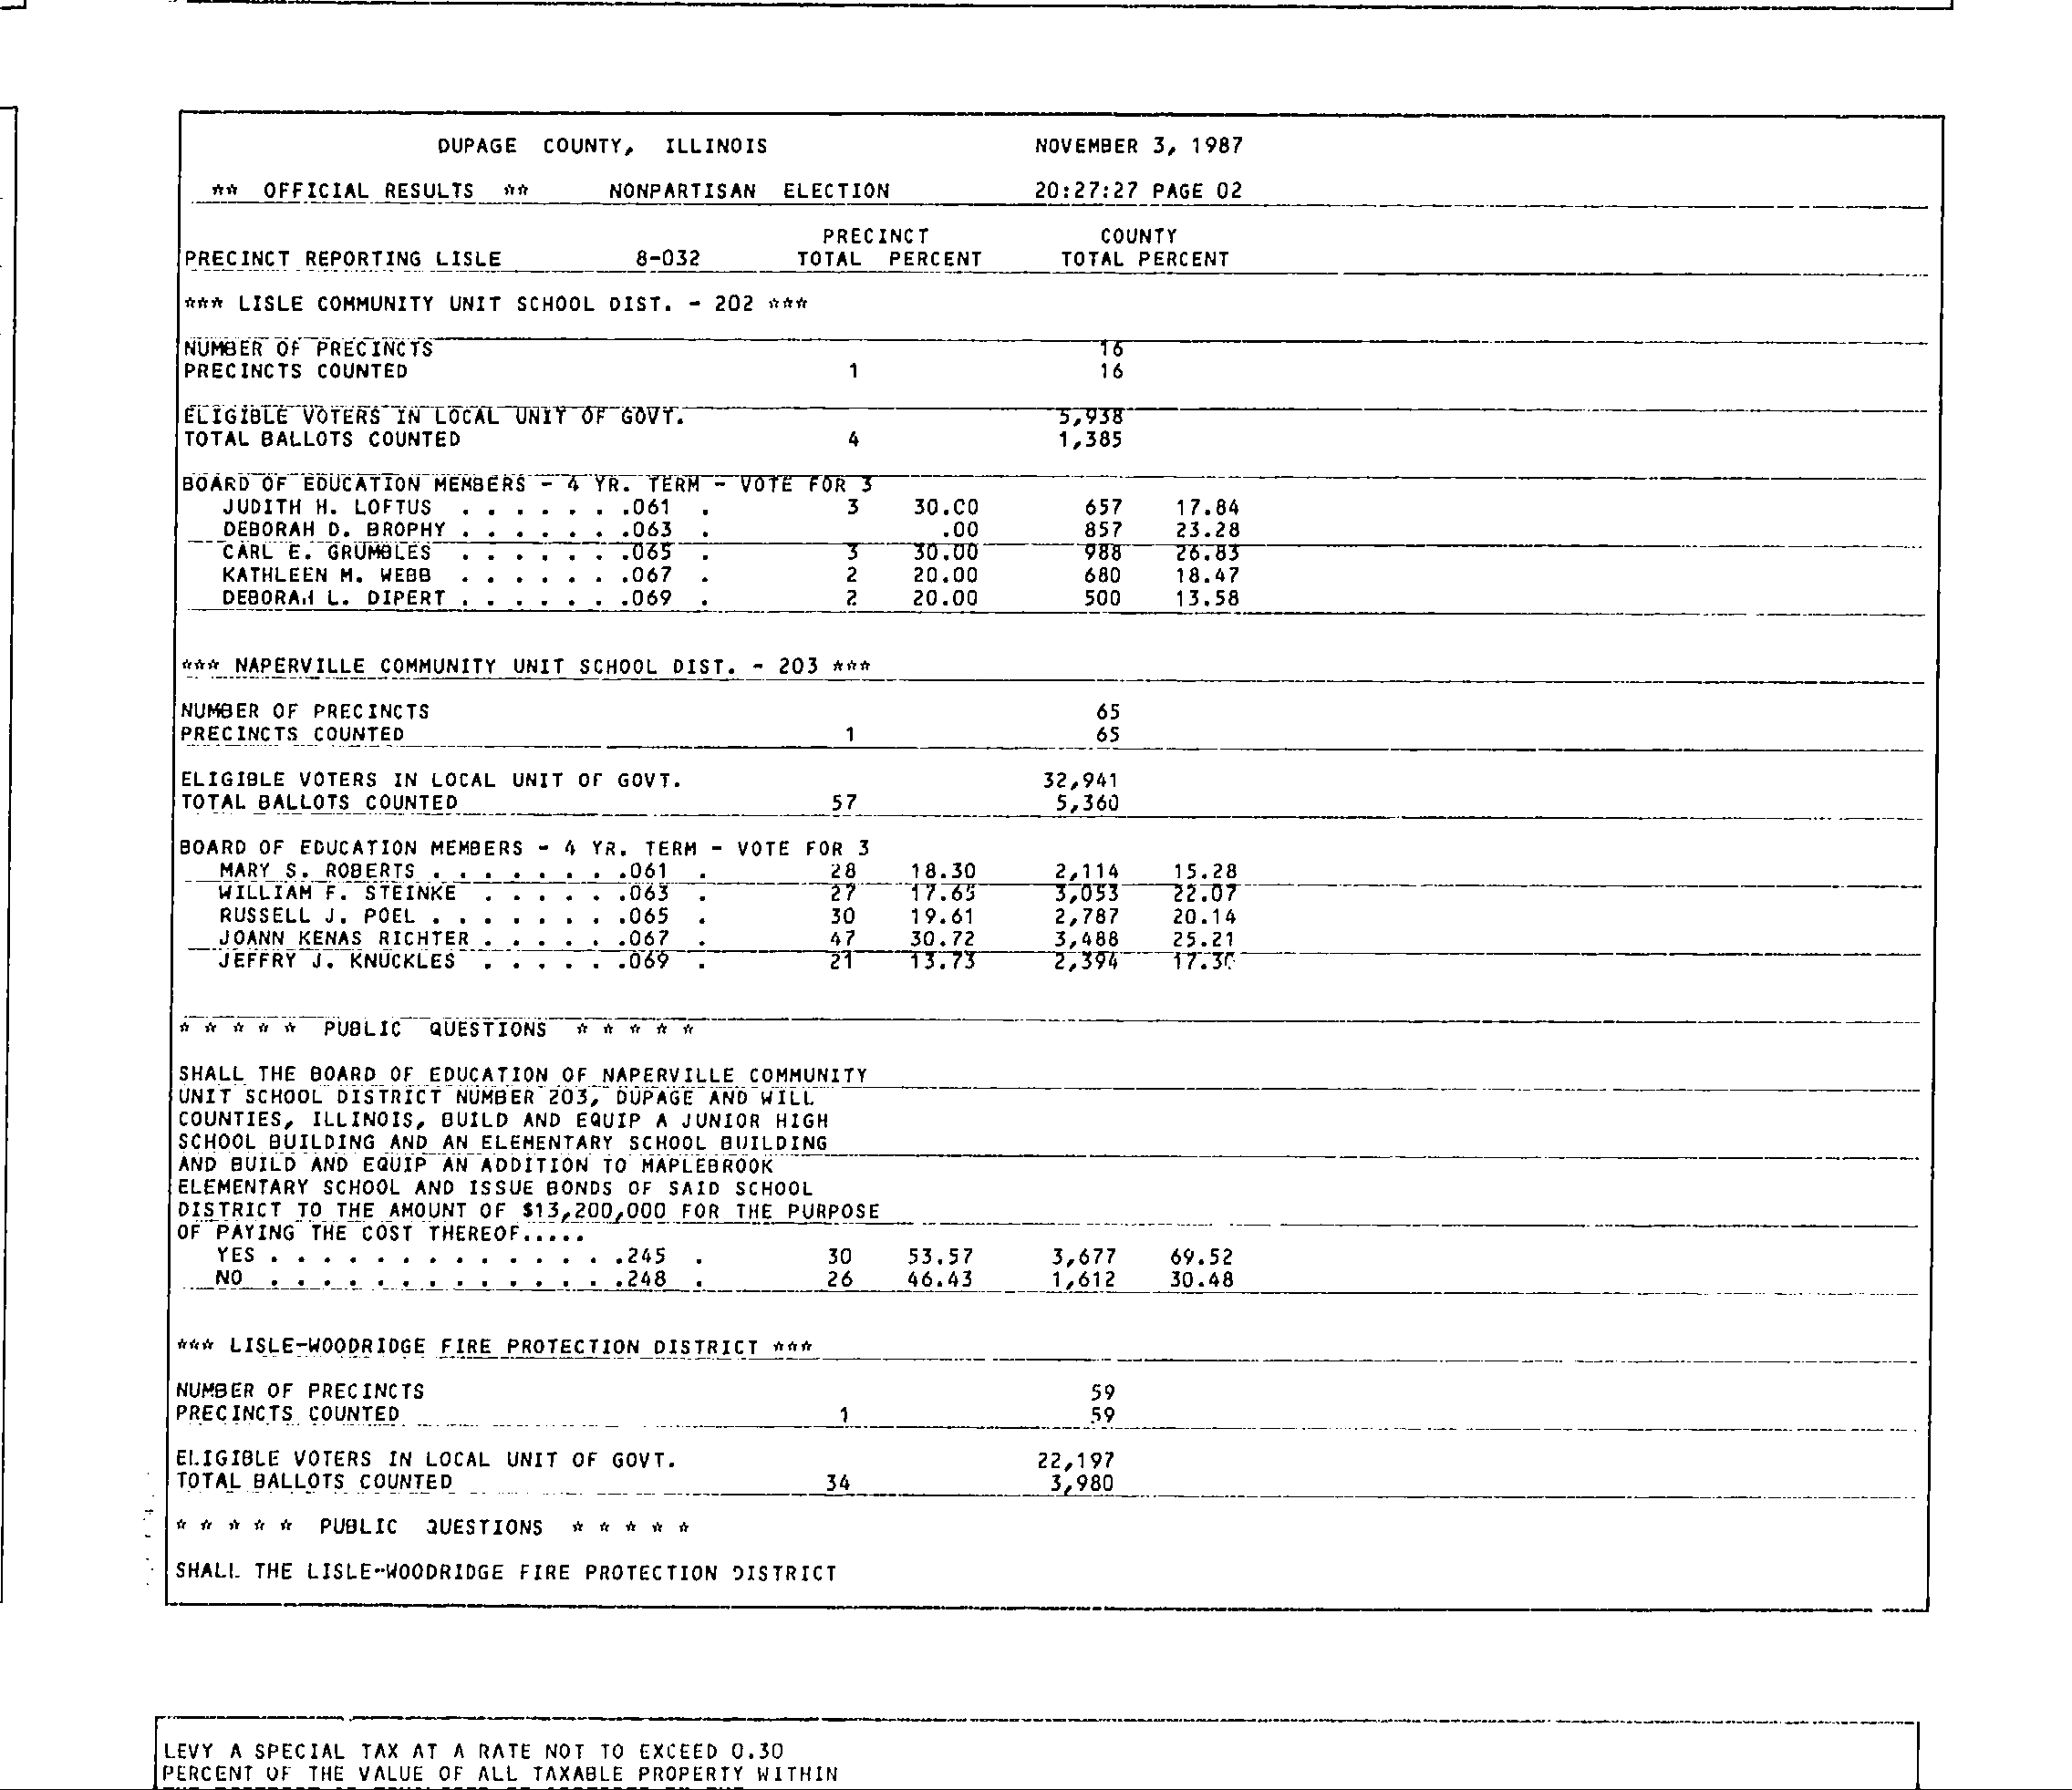 DUPAGE COUNTY, ILLINOIS NOVEMBER 3, 1987
** OFFICIAL RESULTS ** NONPARTISAN ELECTION 20:27:27 PAGE 02
PRECINCT COUNTY
PRECINCT REPORTING LISLE 8-032 TOTAL PERCENT TOTAL PERCENT
*** LISLE COMMUNITY UNIT SCHOOL DIST. - 202 ***
NUMBER OF PRECINCTS 16
PRECINCTS COUNTED 1 16
ELIGIBLE VOTERS IN LOCAL UNIT OF GOVT. 5,938
TOTAL BALLOTS COUNTED 4 1,385
BOARD OF EDUCATION MEMBERS - 4 YR. TERM - VOTE FOR 3
JUDITH H. LOFTUS . . . . . . .061 . 3 30.00 657 17.84
DEBORAH D. BROPHY . . . . . . .063 . .00 857 23.28
CARL E. GRUMBLES . . . . . . .065 . 3 30.00 988 26.83
KATHLEEN M. WEBB . . . . . . .067 . 2 20.00 680 18.47
DEBORAH L. DIPERT . . . . . . .069 . 2 20.00 500 13.58
*** NAPERVILLE COMMUNITY UNIT SCHOOL DIST. - 203 ***
NUMBER OF PRECINCTS 65
PRECINCTS COUNTED 1 65
ELIGIBLE VOTERS IN LOCAL UNIT OF GOVT. 32,941
TOTAL BALLOTS COUNTED 57 5,360
BOARD OF EDUCATION MEMBERS - 4 YR. TERM - VOTE FOR 3
MARY S. ROBERTS . . . . . . . .061 . 28 18.30 2,114 15.28
WILLIAM F. STEINKE . . . . . .063 . 27 17.65 3,053 22.07
RUSSELL J. POEL . . . . . . . .065 . 30 19.61 2,787 20.14
JOANN KENAS RICHTER . . . . . .067 . 47 30.72 3,488 25.21
JEFFRY J. KNUCKLES . . . . . .069 . 21 13.73 2,394 17.30
* * * * * PUBLIC QUESTIONS * * * * *
SHALL THE BOARD OF EDUCATION OF NAPERVILLE COMMUNITY
UNIT SCHOOL DISTRICT NUMBER 203, DUPAGE AND WILL
COUNTIES, ILLINOIS, BUILD AND EQUIP A JUNIOR HIGH
SCHOOL BUILDING AND AN ELEMENTARY SCHOOL BUILDING
AND BUILD AND EQUIP AN ADDITION TO MAPLEBROOK
ELEMENTARY SCHOOL AND ISSUE BONDS OF SAID SCHOOL
DISTRICT TO THE AMOUNT OF $13,200,000 FOR THE PURPOSE
OF PAYING THE COST THEREOF.....
YES . . . . . . . . . . . . . .245 . 30 53.57 3,677 69.52
NO . . . . . . . . . . . . . .248 . 26 46.43 1,612 30.48
*** LISLE-WOODRIDGE FIRE PROTECTION DISTRICT ***
NUMBER OF PRECINCTS 59
PRECINCTS COUNTED 1 59
ELIGIBLE VOTERS IN LOCAL UNIT OF GOVT. 22,197
TOTAL BALLOTS COUNTED 34 3,980
* * * * * PUBLIC QUESTIONS * * * * *
SHALL THE LISLE-WOODRIDGE FIRE PROTECTION DISTRICT
LEVY A SPECIAL TAX AT A RATE NOT TO EXCEED 0.30
PERCENT OF THE VALUE OF ALL TAXABLE PROPERTY WITHIN